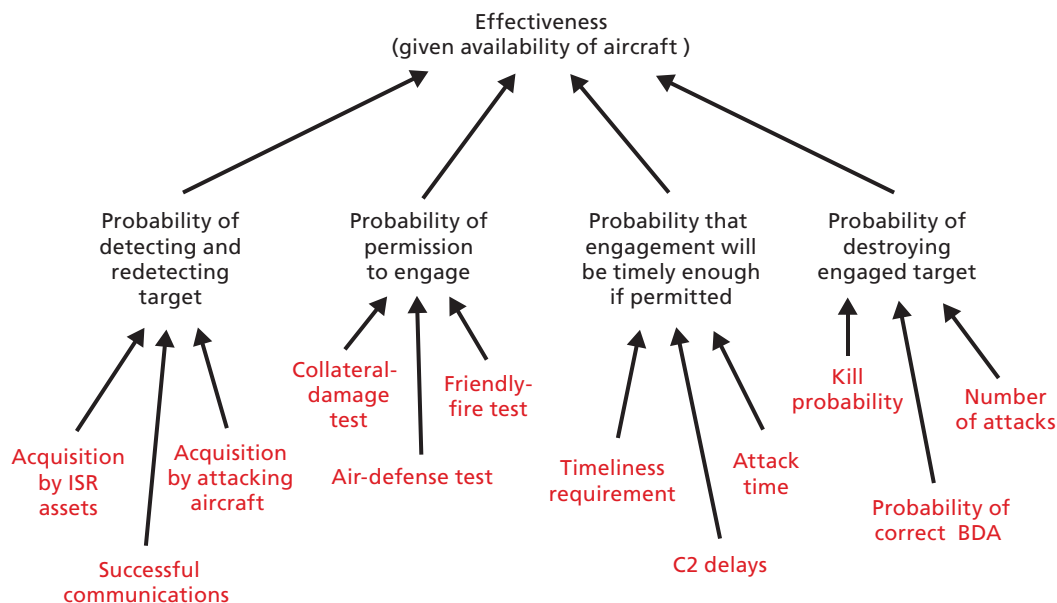 Effectiveness
(given availability of aircraft )
Probability of
detecting and
redetecting
target
Probability of
permission
to engage
Probability that
engagement will
be timely enough
if permitted
Probability of
destroying
engaged target
Acquisition
by ISR
assets
Successful
communications
Acquisition
by attacking
aircraft
Collateral-
damage
test
Air-defense test
Friendly-
fire test
Timeliness
requirement
C2 delays
Attack
time
Kill
probability
Probability of
correct  BDA
Number
of attacks